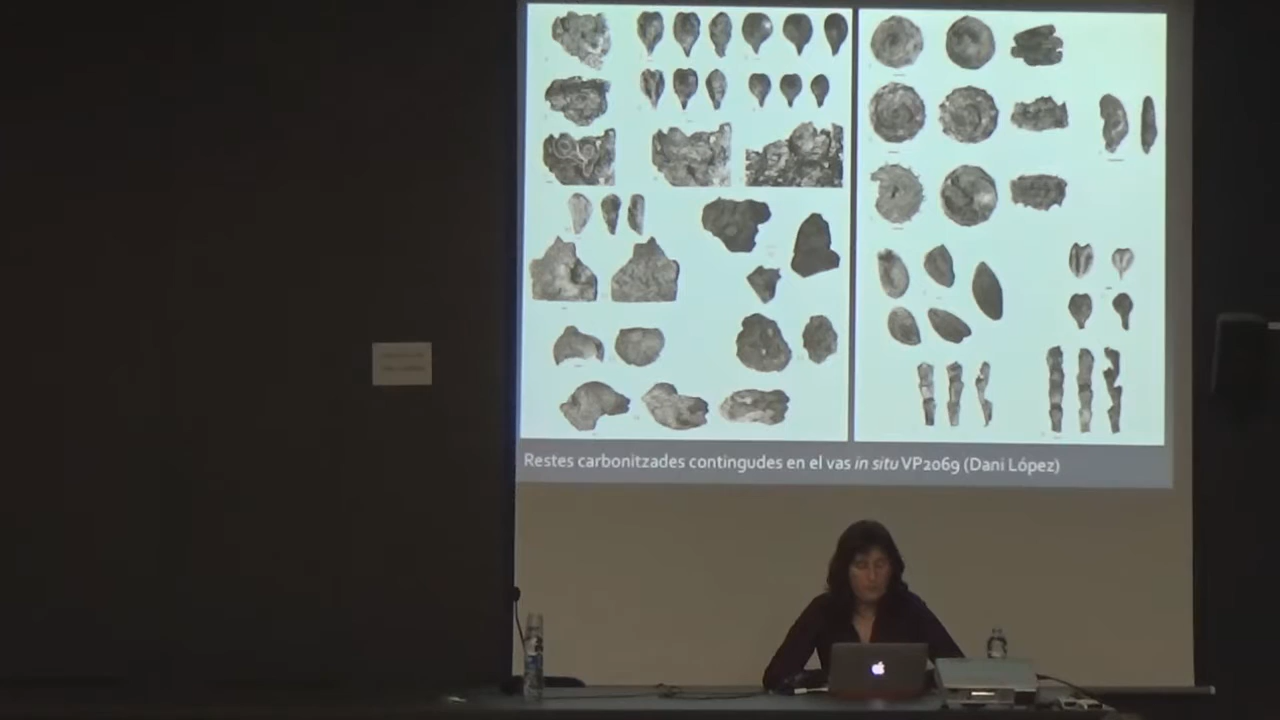 Restes carbonitzades contingudes en el vas in situ VP2069 (Dani López)